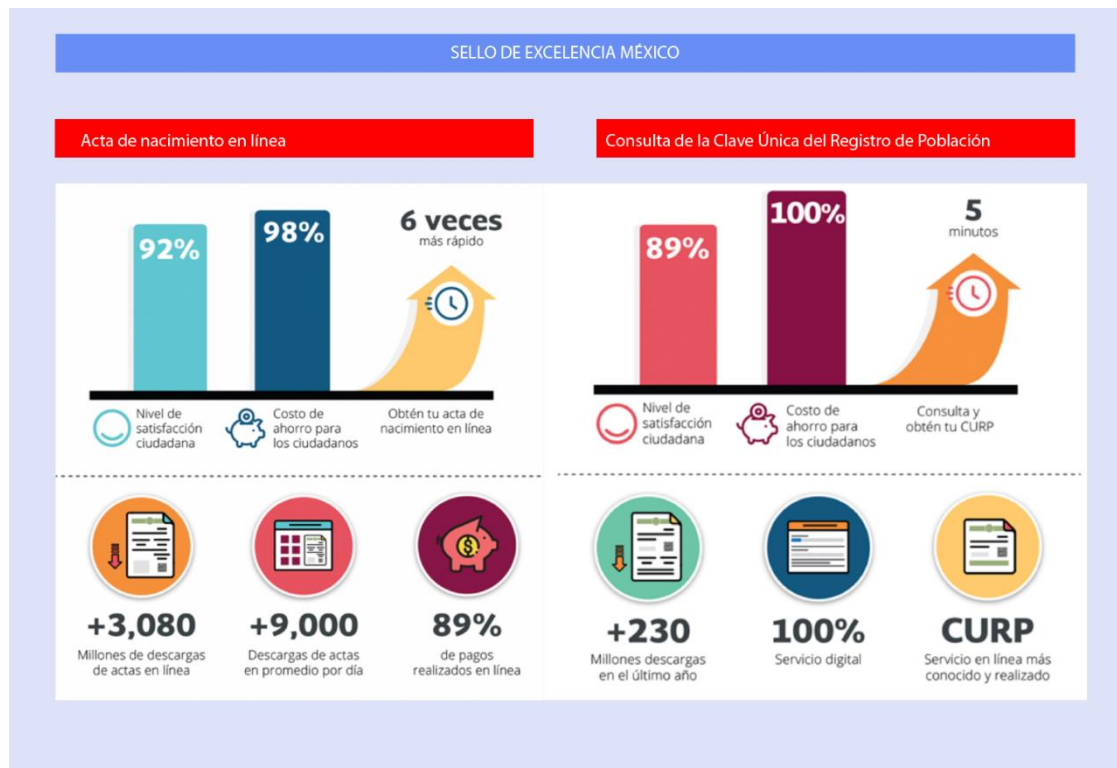 SELLO DE EXCELENCIA MÉXICO
Acta de nacimiento en línea
92%
98%
6 veces
más rápido
Nivel de
satisfacción
ciudadana
Costo de
ahorro para
los ciudadanos
Obtén tu acta de
nacimiento en línea
+3,080
Millones de descargas
de actas en línea
+9,000
Descargas de actas
en promedio por día
89%
de pagos
realizados en línea
Consulta de la Clave Única del Registro de Población
89%
100%
5
minutos
Nivel de
satisfacción
ciudadana
Costo de
ahorro para
los ciudadanos
Consulta y
obtén tu CURP
+230
Millones descargas
en el último año
100%
Servicio digital
CURP
Servicio en línea más
conocido y realizado